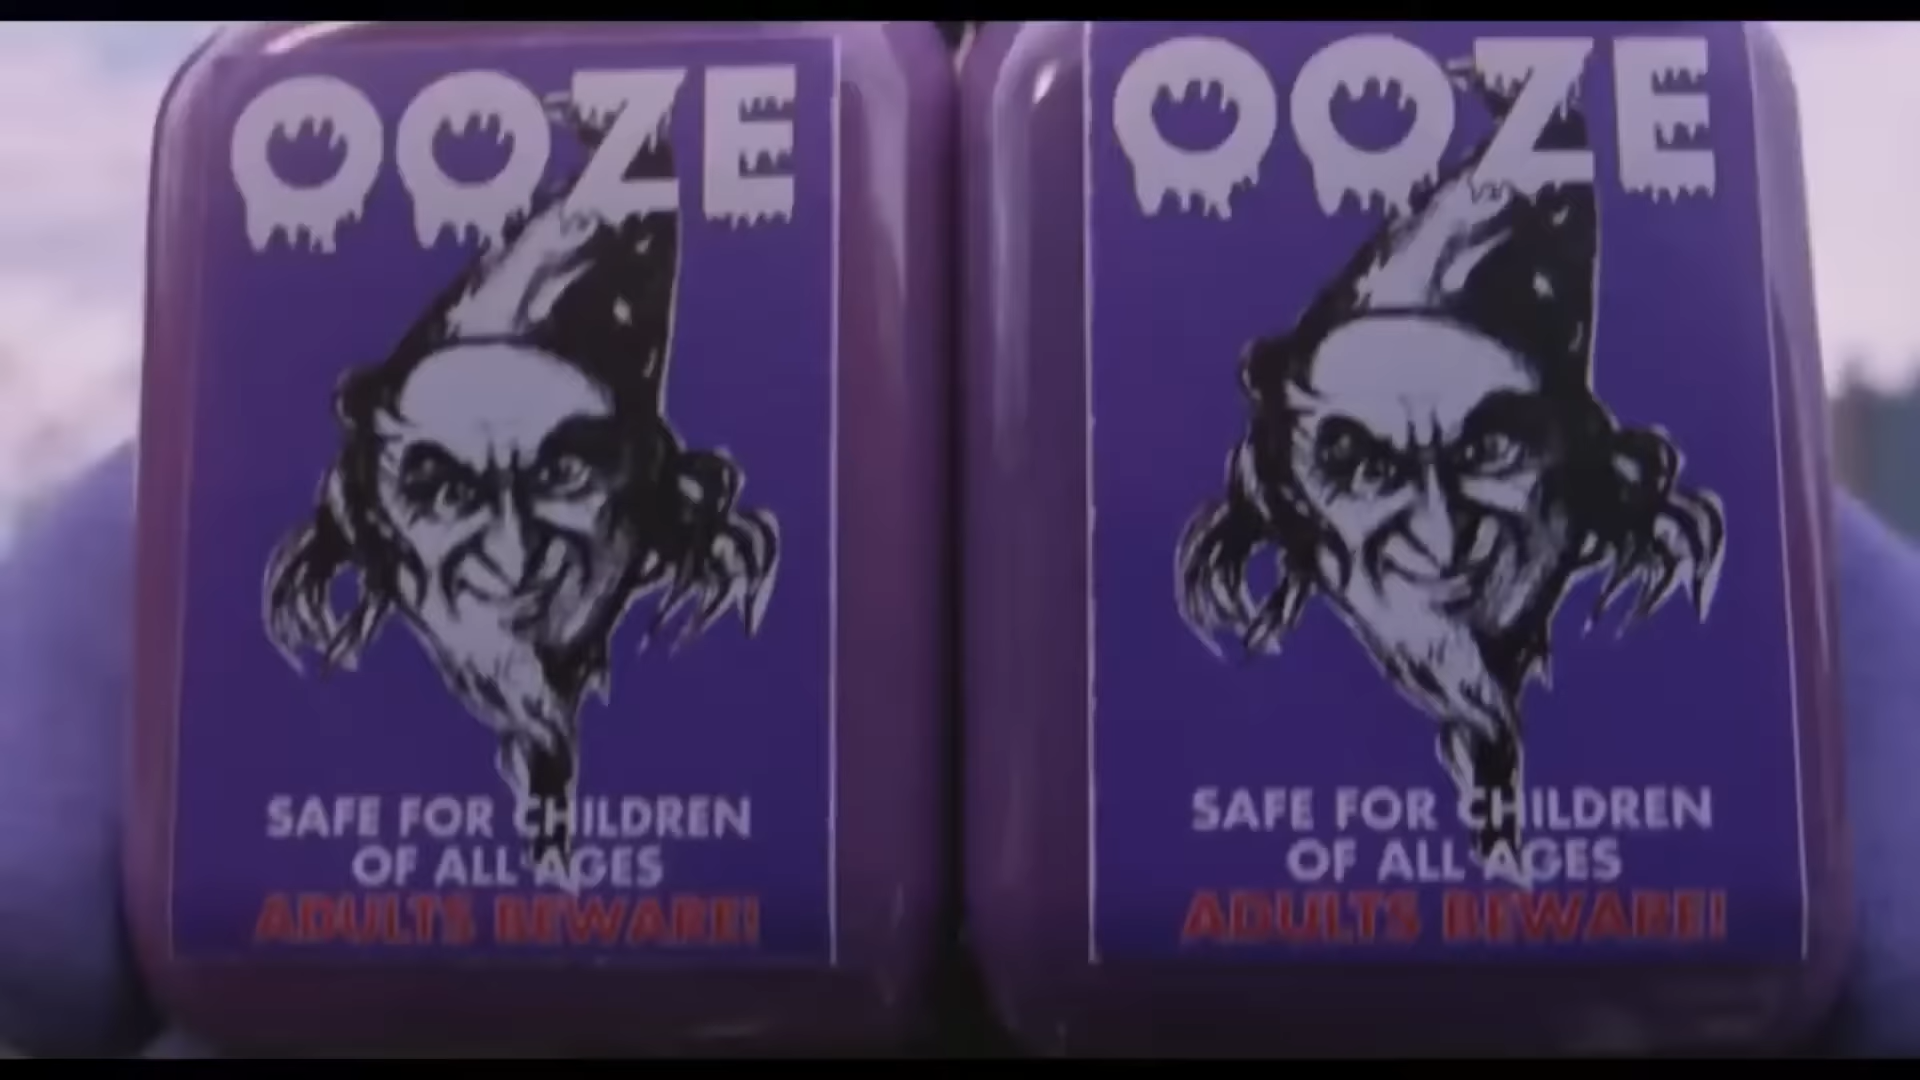 OOZE
SAFE FOR CHILDREN
OF ALL AGES
ADULTS BEWARE!
OOZE
SAFE FOR CHILDREN
OF ALL AGES
ADULTS BEWARE!